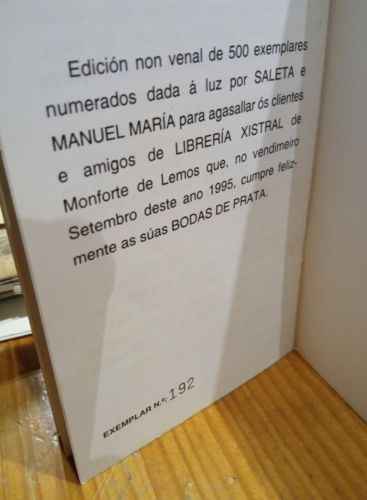 Edición non venal de 500 exemplares
numerados dada á luz por SALETA e
MANUEL MARÍA para agasallar ós clientes
e amigos de LIBRERÍA XISTRAL de
Monforte de Lemos que, no vendimeiro
Setembro deste ano 1995, cumpre feliz-
mente as súas BODAS DE PRATA.
EXEMPLAR N.º: 192